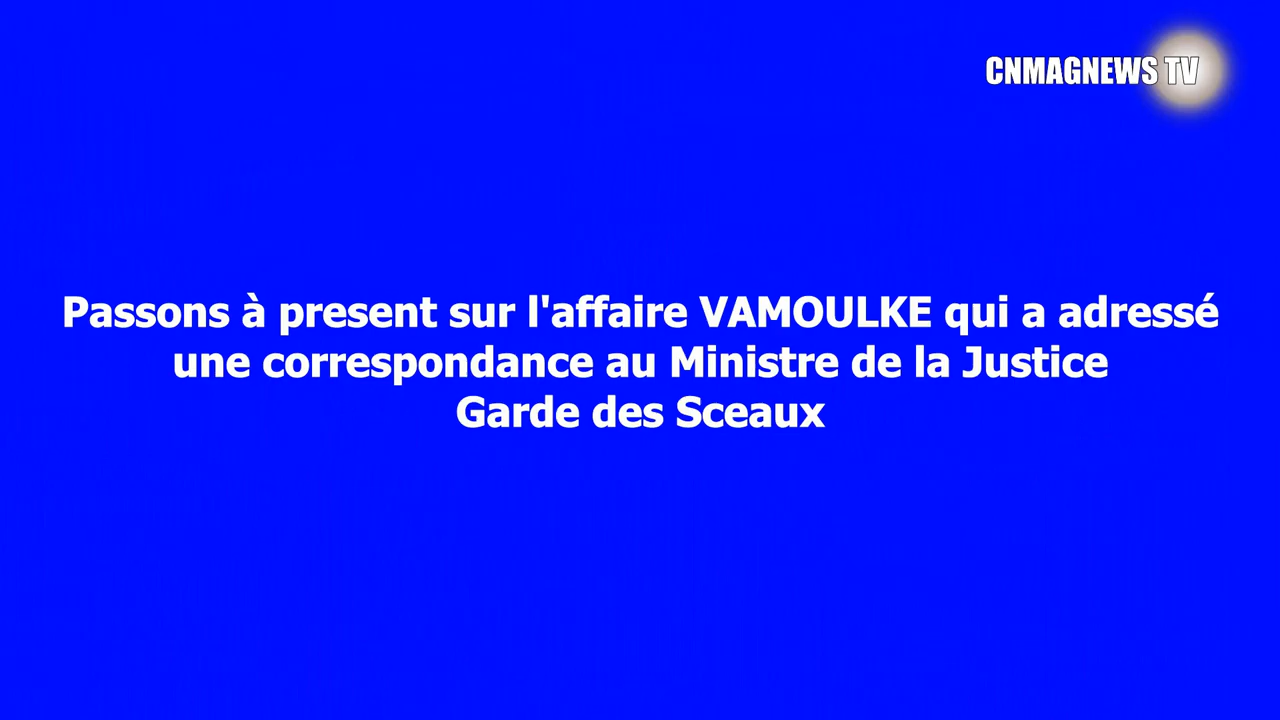 CNMAGNEWS TV
Passons à present sur l'affaire VAMOULKE qui a adressé
une correspondance au Ministre de la Justice
Garde des Sceaux